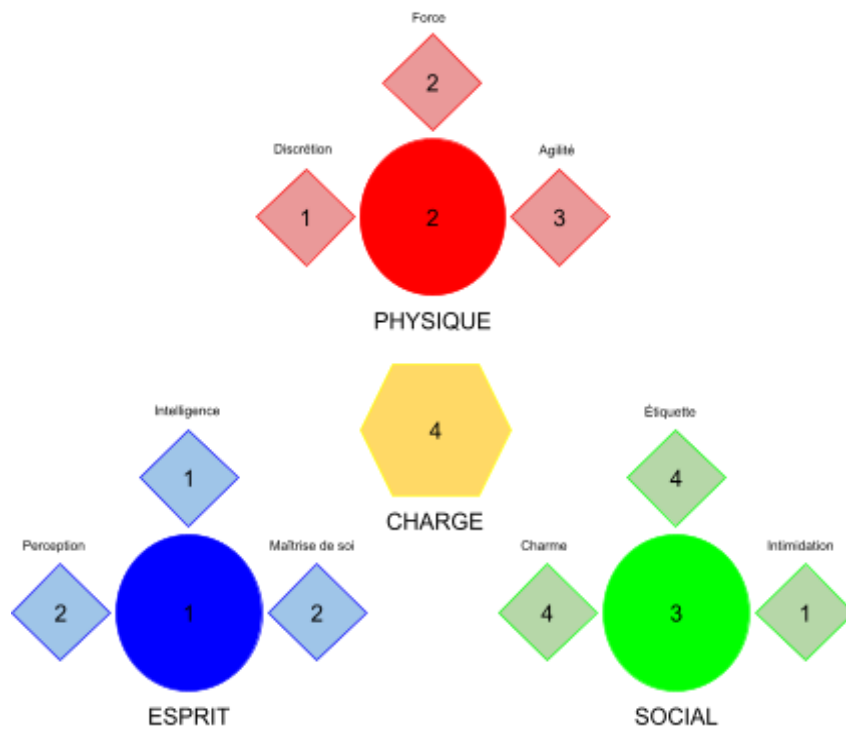 Force
2
Discrétion
Agilité
1
2
3
PHYSIQUE
4
CHARGE
Intelligence
1
Perception
Maîtrise de soi
2
1
2
ESPRIT
Étiquette
4
Charme
Intimidation
4
3
1
SOCIAL